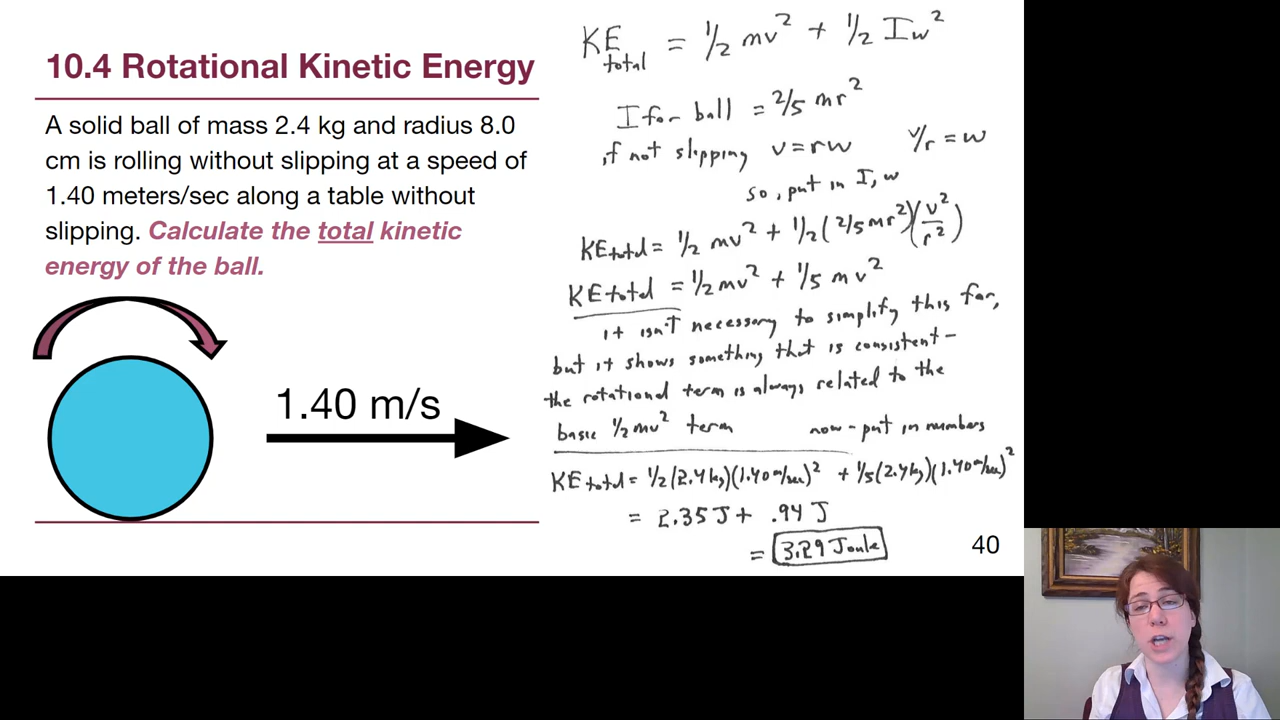 10.4 Rotational Kinetic Energy
A solid ball of mass 2.4 kg and radius 8.0
cm is rolling without slipping at a speed of
1.40 meters/sec along a table without
slipping. Calculate the total kinetic
energy of the ball.
1.40 m/s
KE total = 1/2 mv² + 1/2 Iw²
I for ball = 2/5 mr²
if not slipping v = rw v/r = w
so, put in I, w
KE total = 1/2 mv² + 1/2 (2/5 mr²)(v²/r²)
KE total = 1/2 mv² + 1/5 mv²
it isn't necessary to simplify this far,
but it shows something that is consistent -
the rotational term is always related to the
basic 1/2 mv² term now - put in numbers
KE total = 1/2 (2.4 kg)(1.40 m/sec)² + 1/5 (2.4 kg)(1.40 m/sec)²
= 2.35 J + .94 J
= 3.29 Joule
40